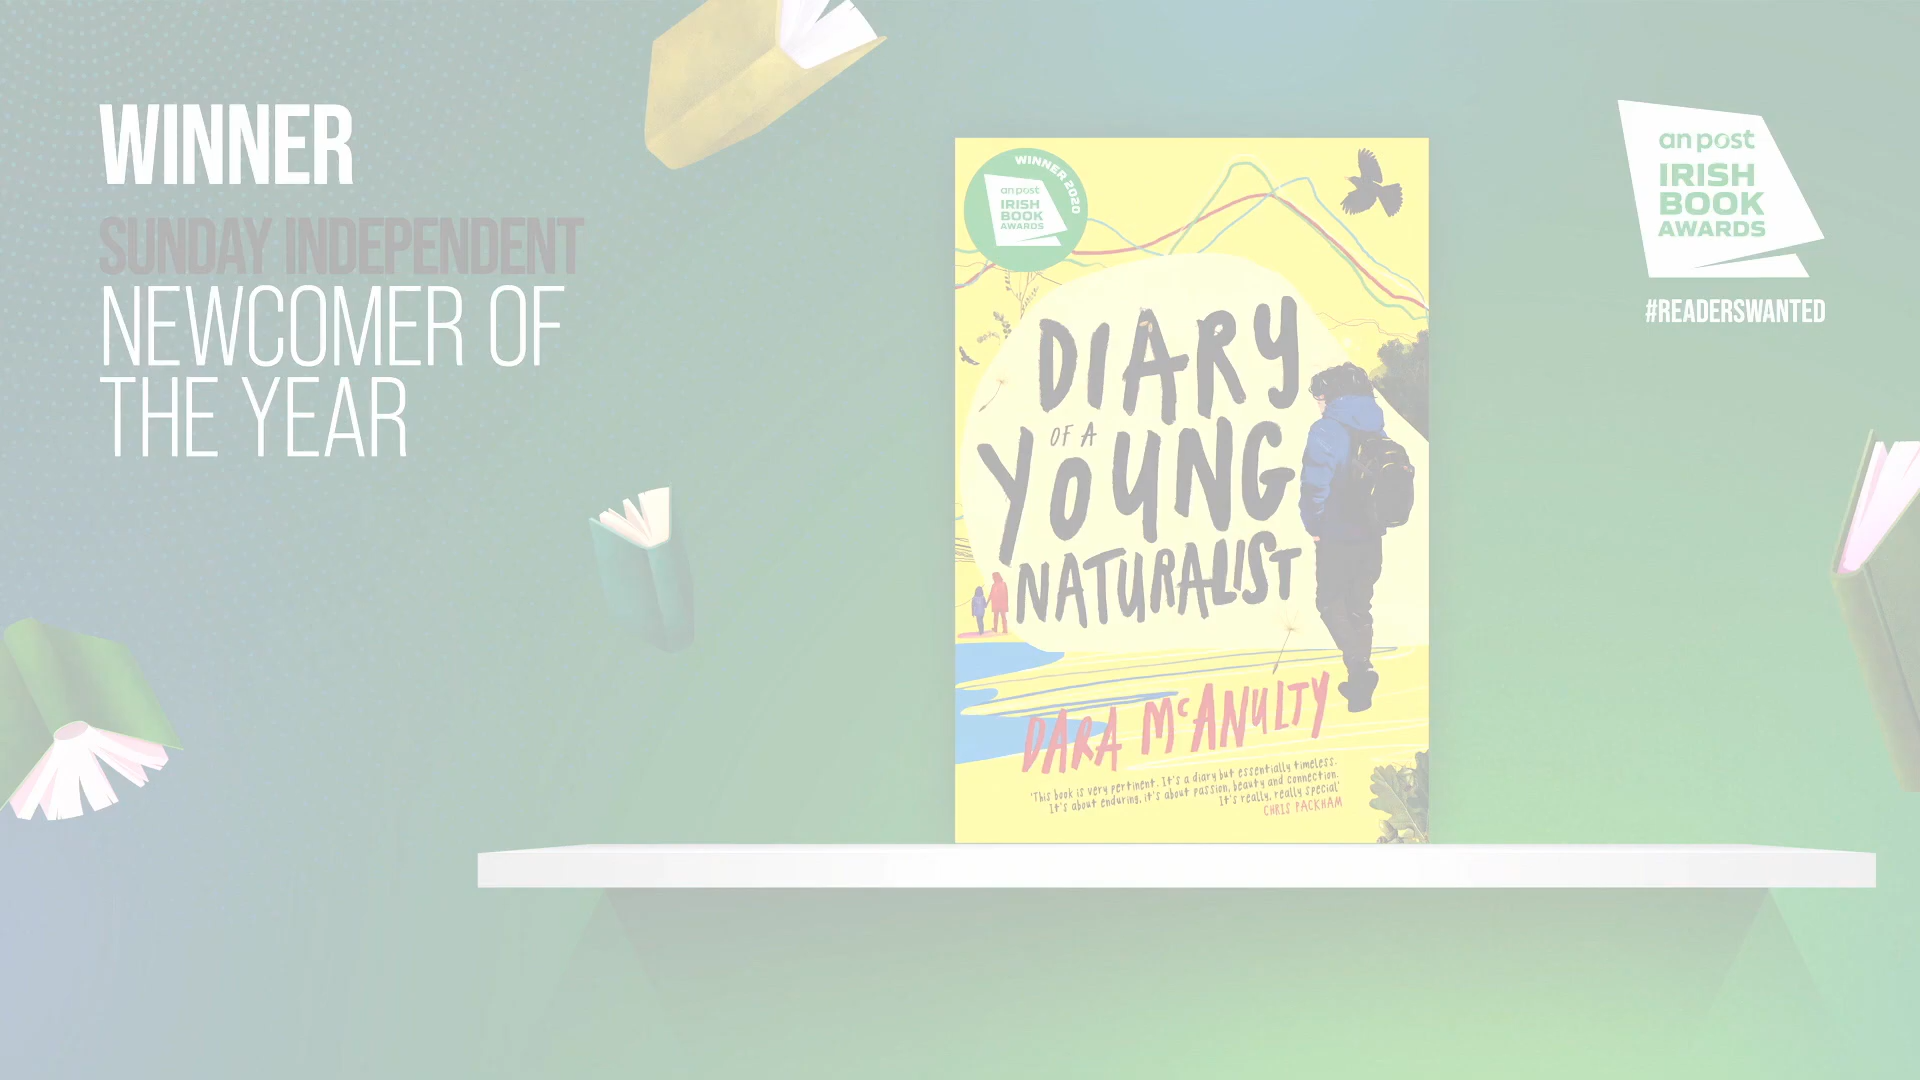 WINNER
SUNDAY INDEPENDENT
NEWCOMER OF
THE YEAR
WINNER 2020
an post
IRISH
BOOK
AWARDS
DIARY
OF A
YOUNG
NATURALIST
DARA McANULTY
'This book is very pertinent. It's a diary but essentially timeless.
It's about enduring, it's about passion, beauty and connection.
It's really, really special'
CHRIS PACKHAM
an post
IRISH
BOOK
AWARDS
#READERSWANTED